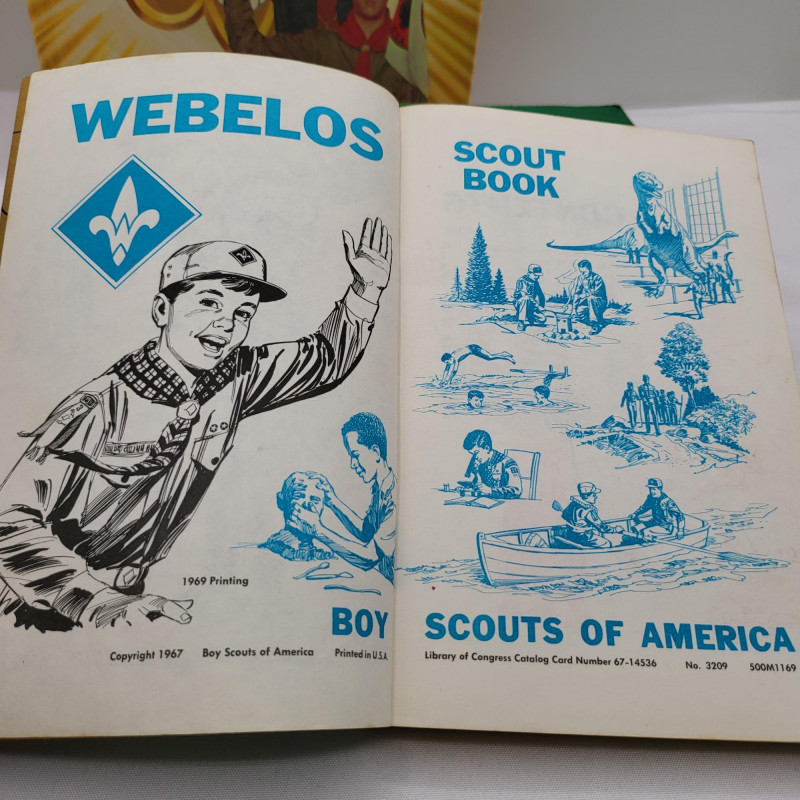 WEBELOS
W
W
1969 Printing
BOY
Copyright 1967 Boy Scouts of America Printed in U.S.A.
SCOUT
BOOK
SCOUTS OF AMERICA
Library of Congress Catalog Card Number 67-14536 No. 3209 500M1169